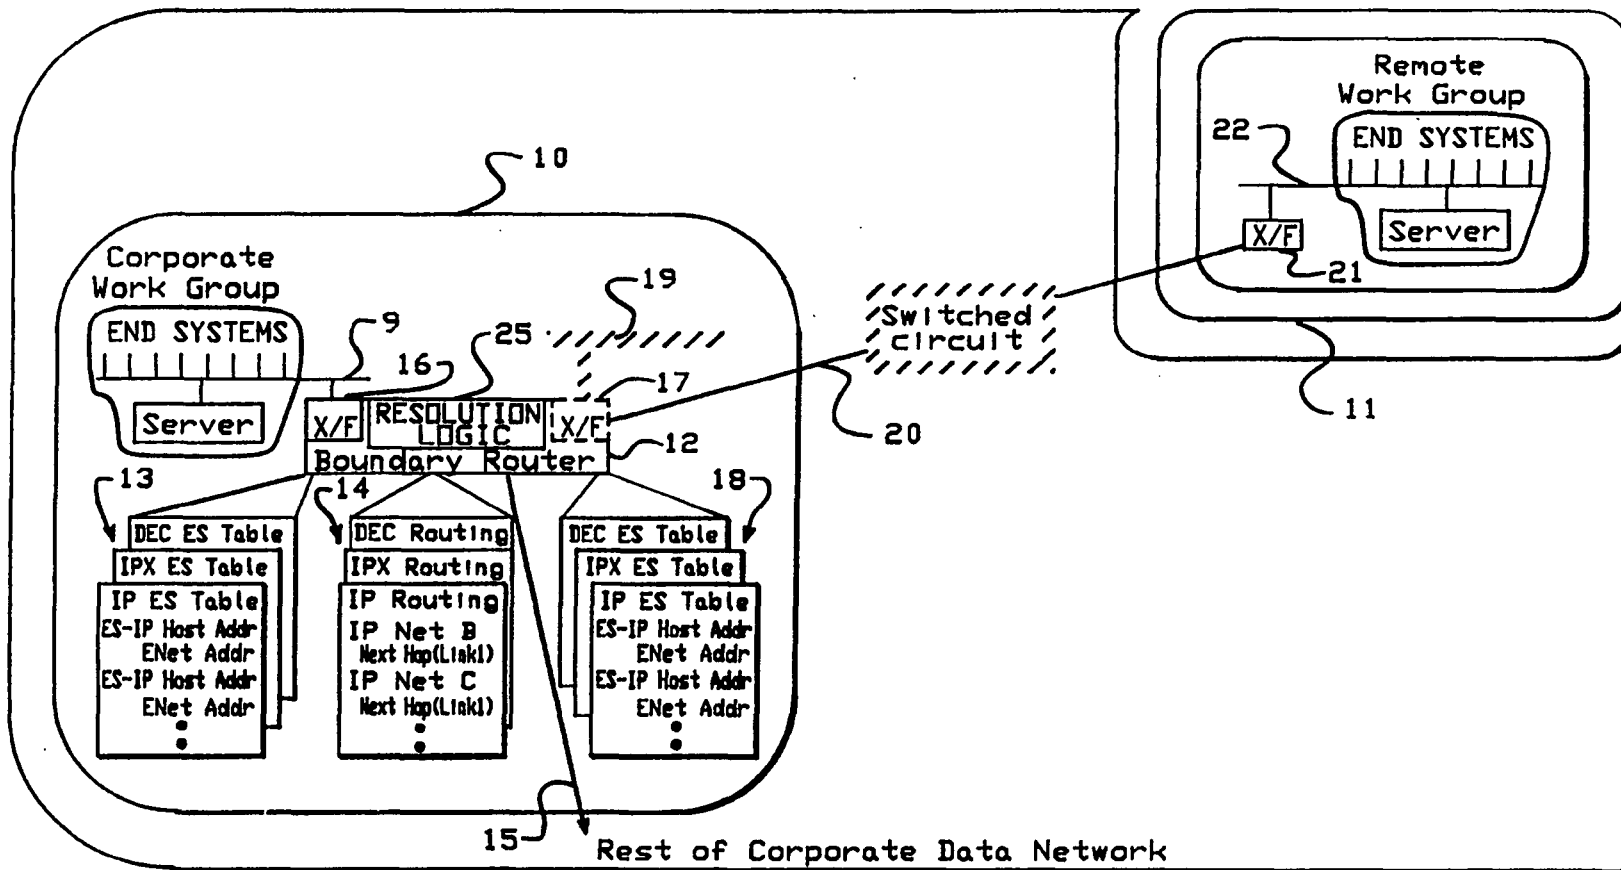 Remote
Work Group
22
END SYSTEMS
X/F
Server
21
10
Corporate
Work Group
19
Switched
circuit
END SYSTEMS
9
25
16
17
11
Server
X/F
RESOLUTION
LOGIC
X/F
20
12
Boundary Router
13
14
18
DEC ES Table
IPX ES Table
IP ES Table
ES-IP Host Addr
ENet Addr
ES-IP Host Addr
ENet Addr
DEC Routing
IPX Routing
IP Routing
IP Net B
Next Hop(Link1)
IP Net C
Next Hop(Link1)
DEC ES Table
IPX ES Table
IP ES Table
ES-IP Host Addr
ENet Addr
ES-IP Host Addr
ENet Addr
15
Rest of Corporate Data Network